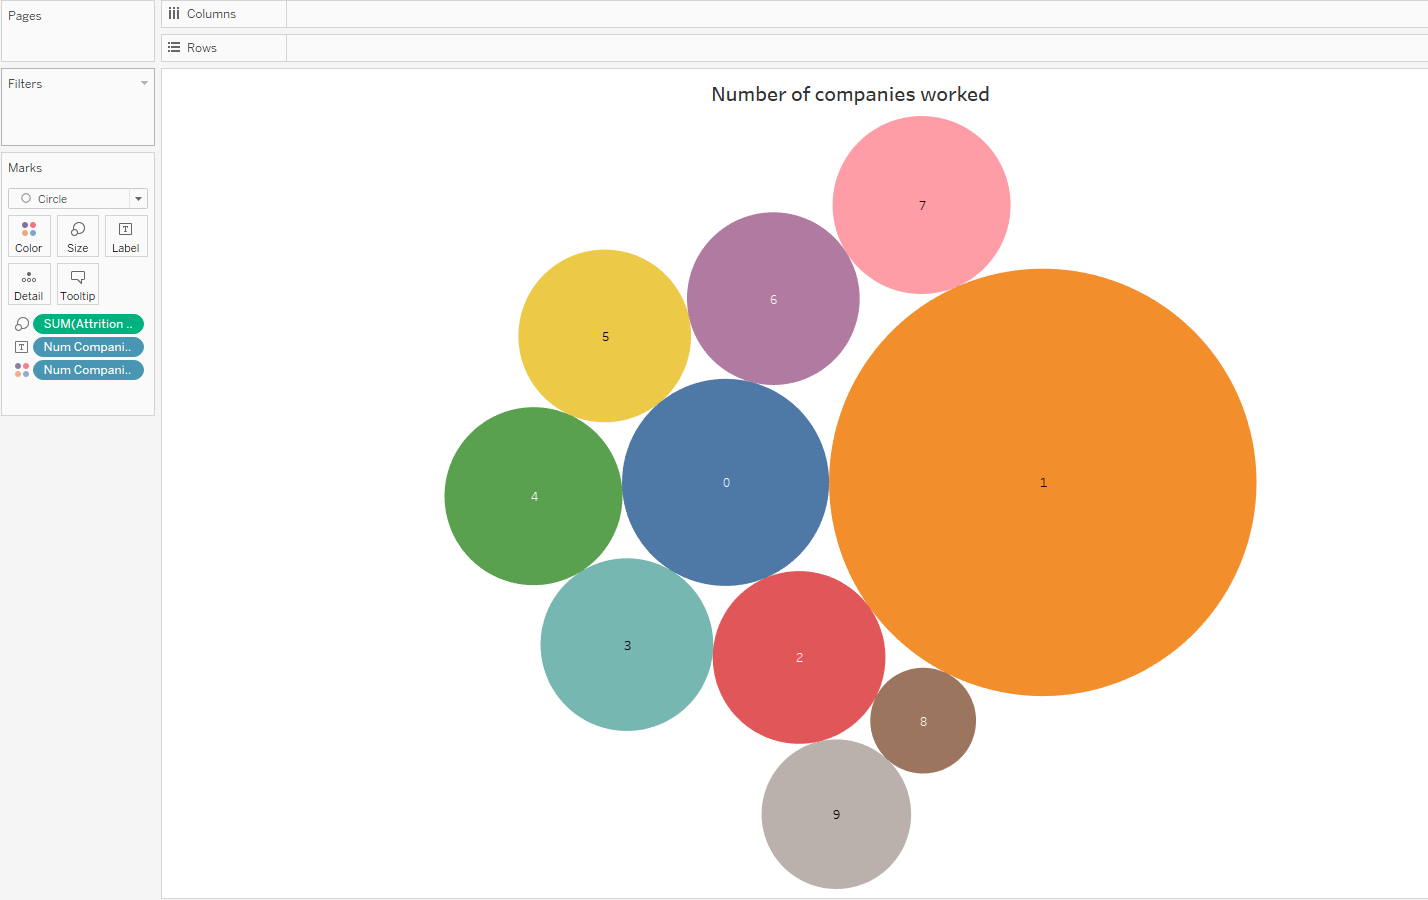 Pages
Columns
Rows
Filters
Marks
Circle
Color
Size
Label
Detail
Tooltip
SUM(Attrition ..
Num Compani..
Num Compani..
Number of companies worked
7
6
5
0
1
4
3
2
8
9